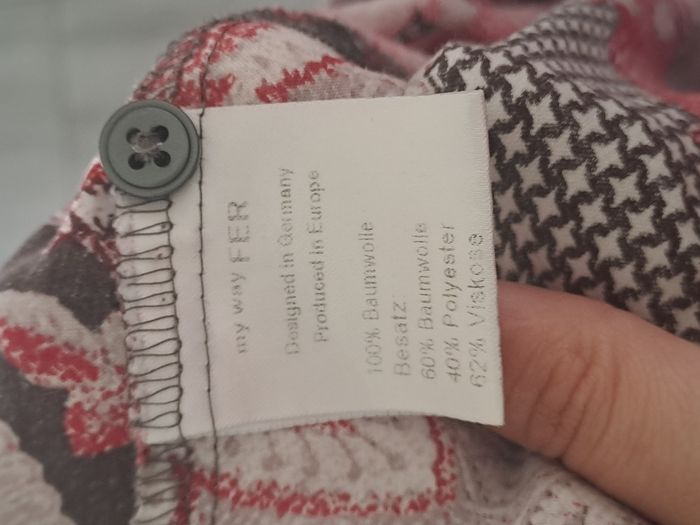 my way FER
Designed in Germany
Produced in Europe
100% Baumwolle
Besatz
60% Baumwolle
40% Polyester
62% Viskose